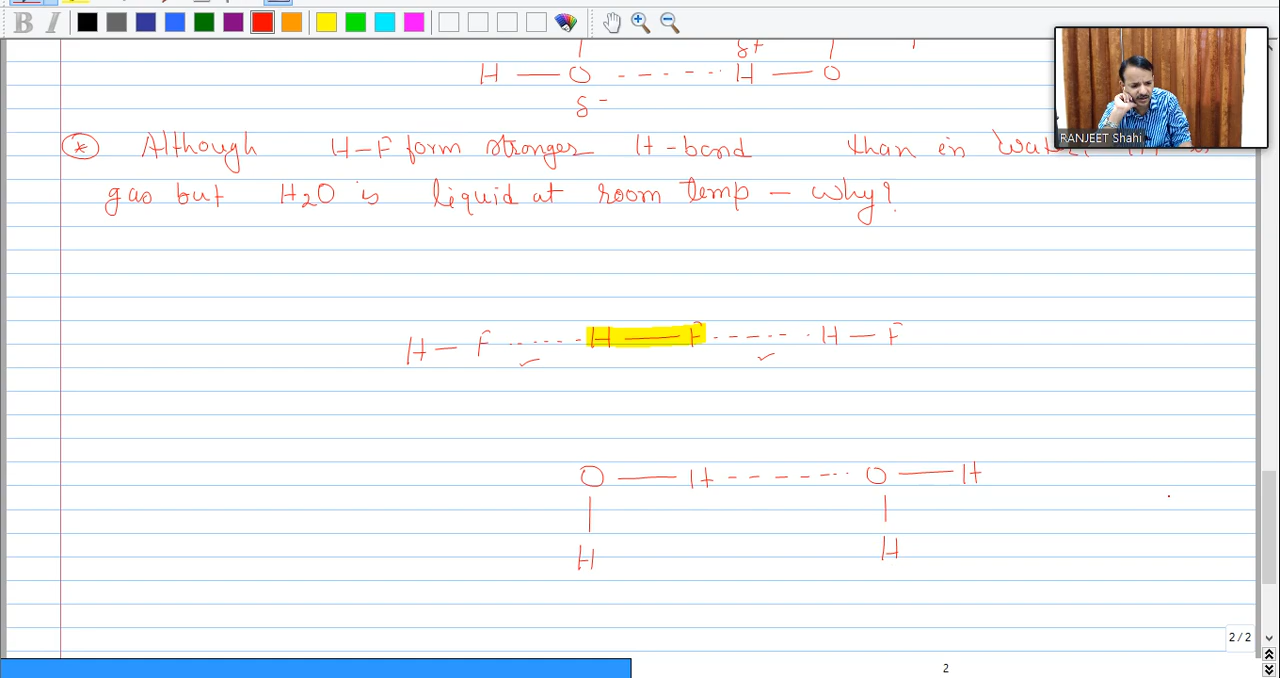 B I
δ+
H — O ------ H — O
δ -
* Although H-F form stronger H-bond than in
gas but H2O is liquid at room temp — why?
H — F ------ H — F ------ H — F
O — H ------ O — H
H H
RANJEET Shahi
2 / 2
2